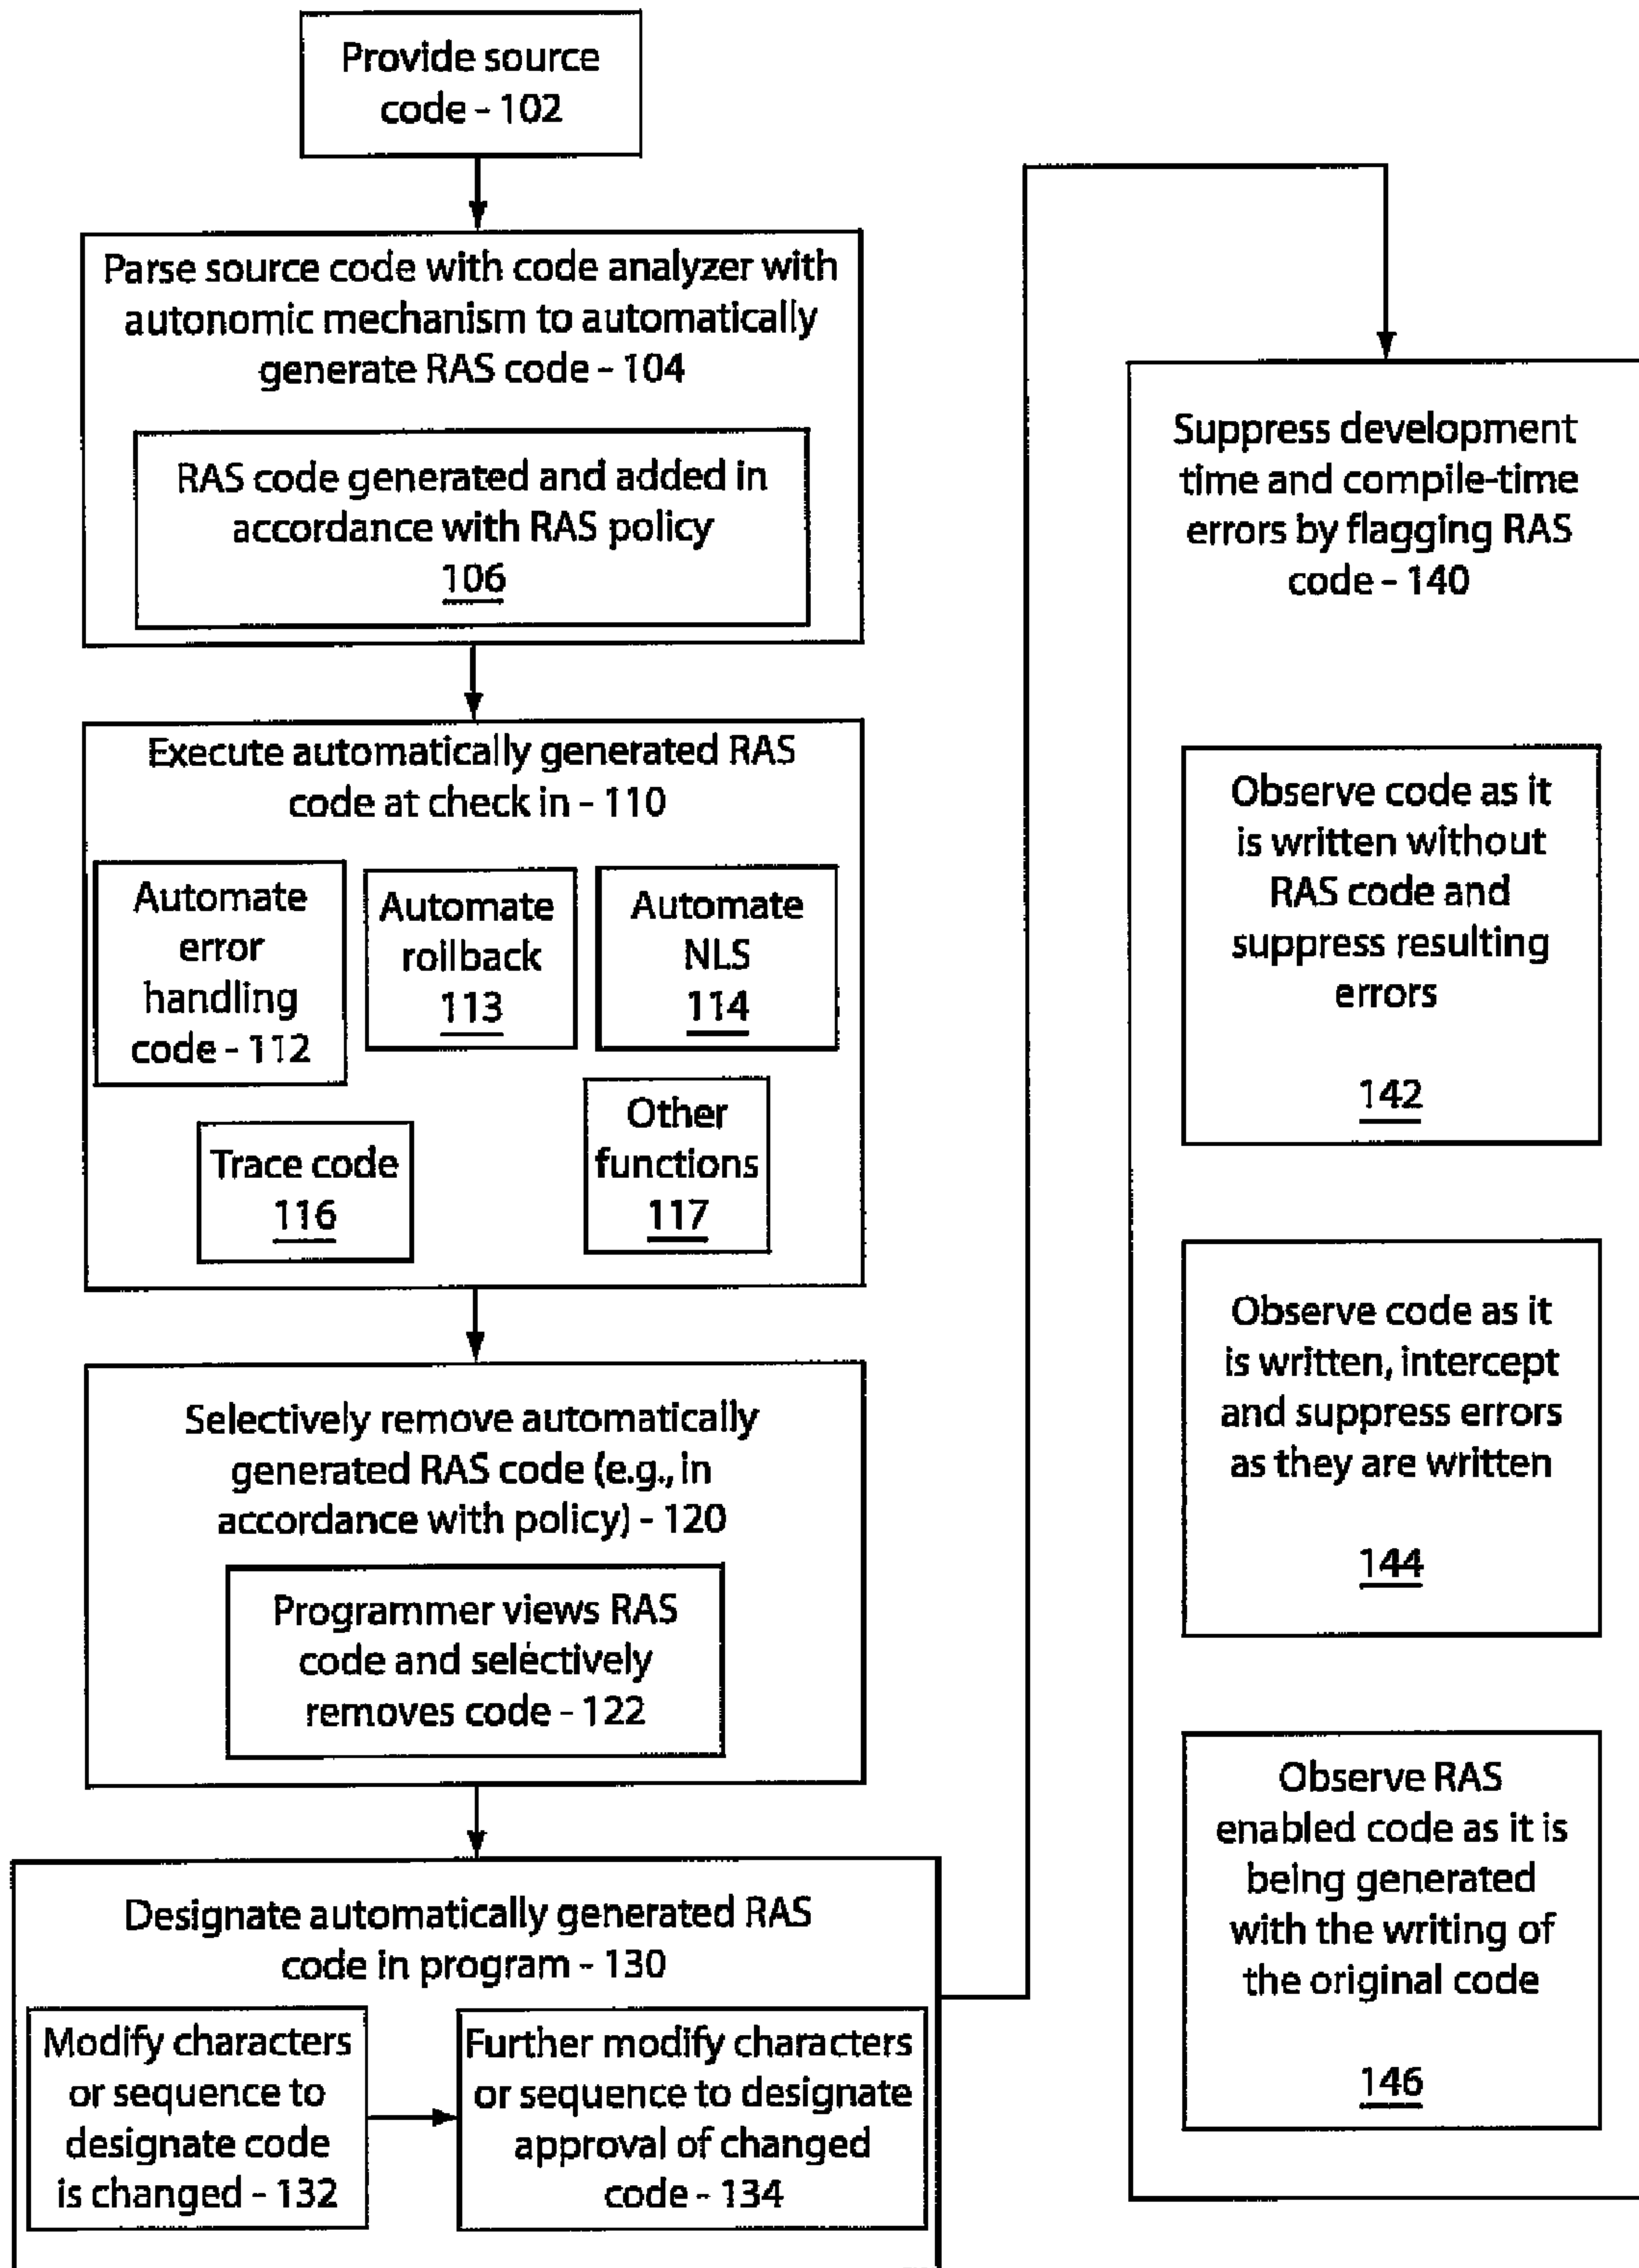 Provide source
code - 102
Parse source code with code analyzer with
autonomic mechanism to automatically
generate RAS code - 104
RAS code generated and added in
accordance with RAS policy
106
Execute automatically generated RAS
code at check in - 110
Automate
error
handling
code - 112
Automate
rollback
113
Automate
NLS
114
Trace code
116
Other
functions
117
Selectively remove automatically
generated RAS code (e.g., in
accordance with policy) - 120
Programmer views RAS
code and selectively
removes code - 122
Designate automatically generated RAS
code in program - 130
Modify characters
or sequence to
designate code
is changed - 132
Further modify characters
or sequence to designate
approval of changed
code - 134
Suppress development
time and compile-time
errors by flagging RAS
code - 140
Observe code as it
is written without
RAS code and
suppress resulting
errors
142
Observe code as it
is written, intercept
and suppress errors
as they are written
144
Observe RAS
enabled code as it is
being generated
with the writing of
the original code
146